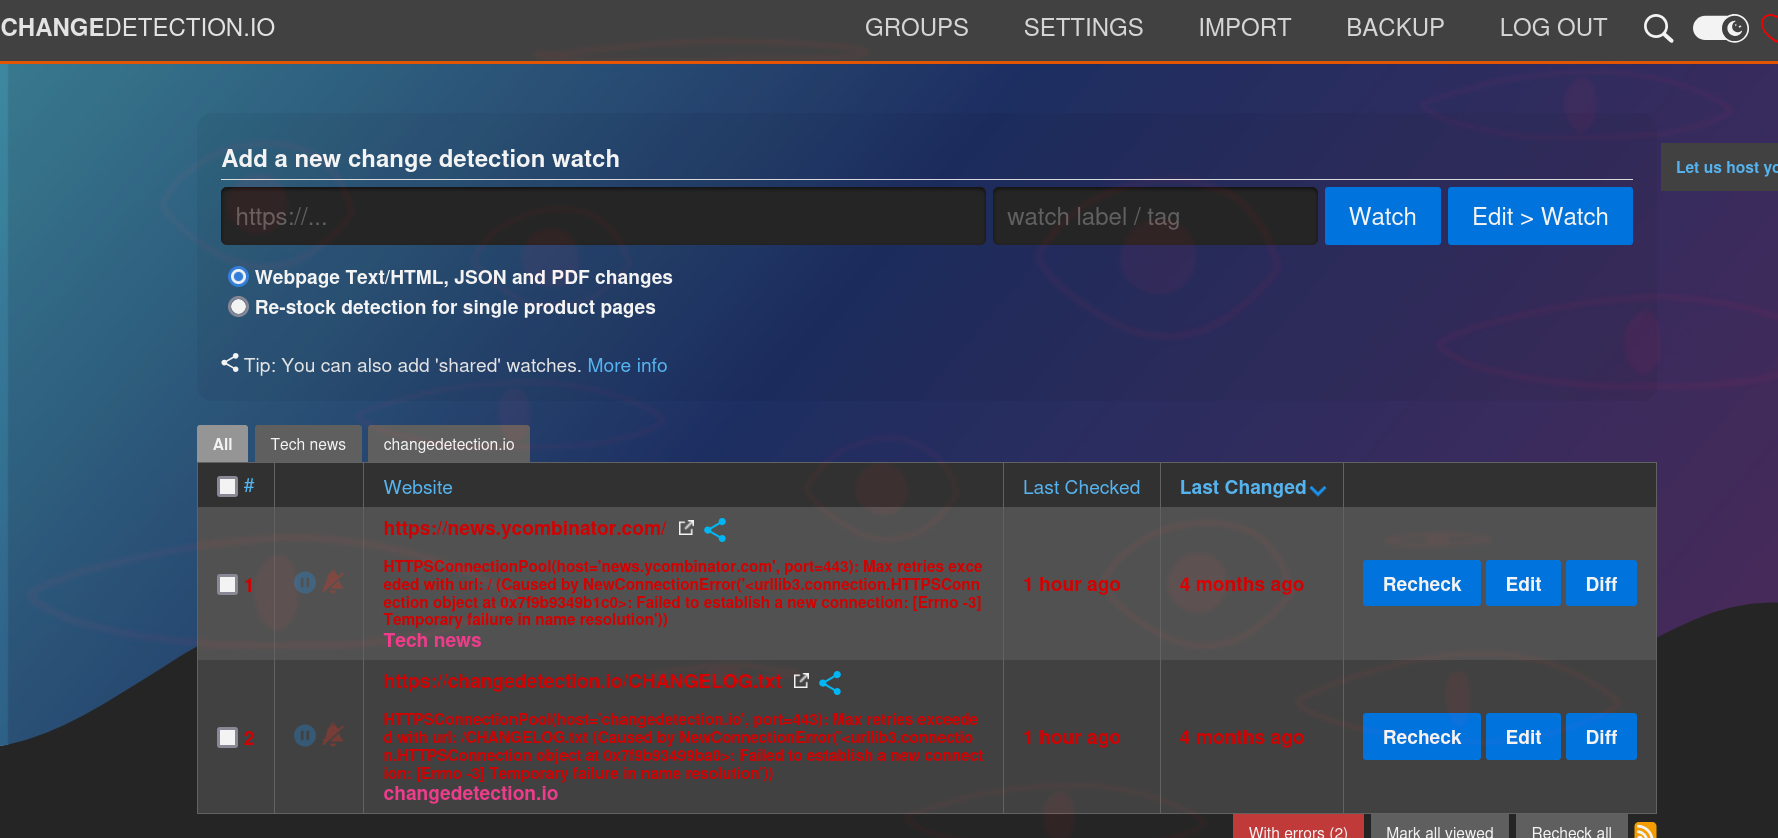 CHANGEDETECTION.IO
GROUPS
SETTINGS
IMPORT
BACKUP
LOG OUT
Let us host yo
Add a new change detection watch
https://...
watch label / tag
Watch
Edit > Watch
Webpage Text/HTML, JSON and PDF changes
Re-stock detection for single product pages
Tip: You can also add 'shared' watches. More info
All
Tech news
changedetection.io
#
Website
Last Checked
Last Changed
1
https://news.ycombinator.com/
HTTPSConnectionPool(host='news.ycombinator.com', port=443): Max retries exce
eded with url: / (Caused by NewConnectionError('<urllib3.connection.HTTPSConn
ection object at 0x7f9b9349b1c0>: Failed to establish a new connection: [Errno -3]
Temporary failure in name resolution'))
Tech news
1 hour ago
4 months ago
Recheck
Edit
Diff
2
https://changedetection.io/CHANGELOG.txt
HTTPSConnectionPool(host='changedetection.io', port=443): Max retries exceede
d with url: /CHANGELOG.txt (Caused by NewConnectionError('<urllib3.connectio
n.HTTPSConnection object at : Failed to establish a new connect
ion: [Errno -3] Temporary failure in name resolution'))
changedetection.io
1 hour ago
4 months ago
Recheck
Edit
Diff
With errors (2)
Mark all viewed
Recheck all